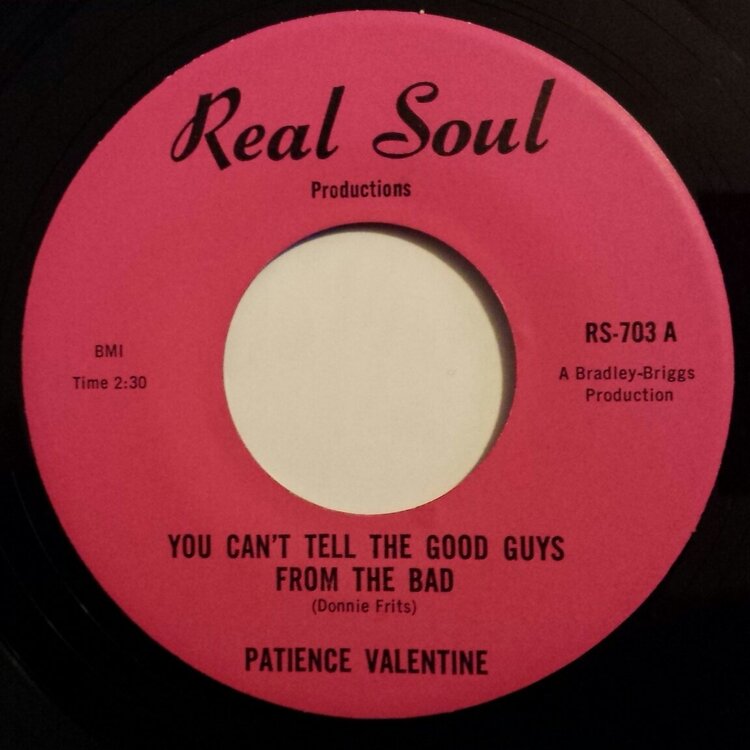 Real Soul
Productions
BMI
Time 2:30
RS-703 A
A Bradley-Briggs
Production
YOU CAN'T TELL THE GOOD GUYS
FROM THE BAD
(Donnie Frits)
PATIENCE VALENTINE